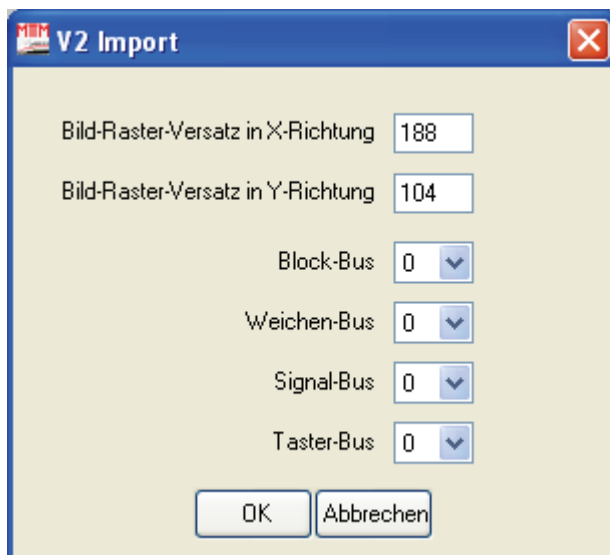 V2 Import
Bild-Raster-Versatz in X-Richtung 188
Bild-Raster-Versatz in Y-Richtung 104
Block-Bus 0
Weichen-Bus 0
Signal-Bus 0
Taster-Bus 0
OK Abbrechen